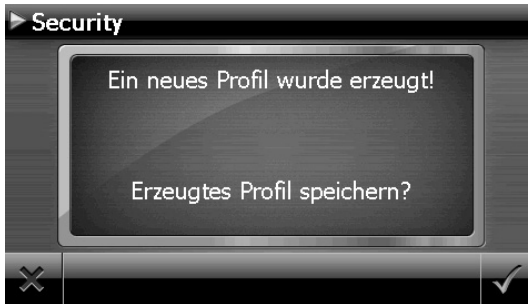 Security
Ein neues Profil wurde erzeugt!
Erzeugtes Profil speichern?